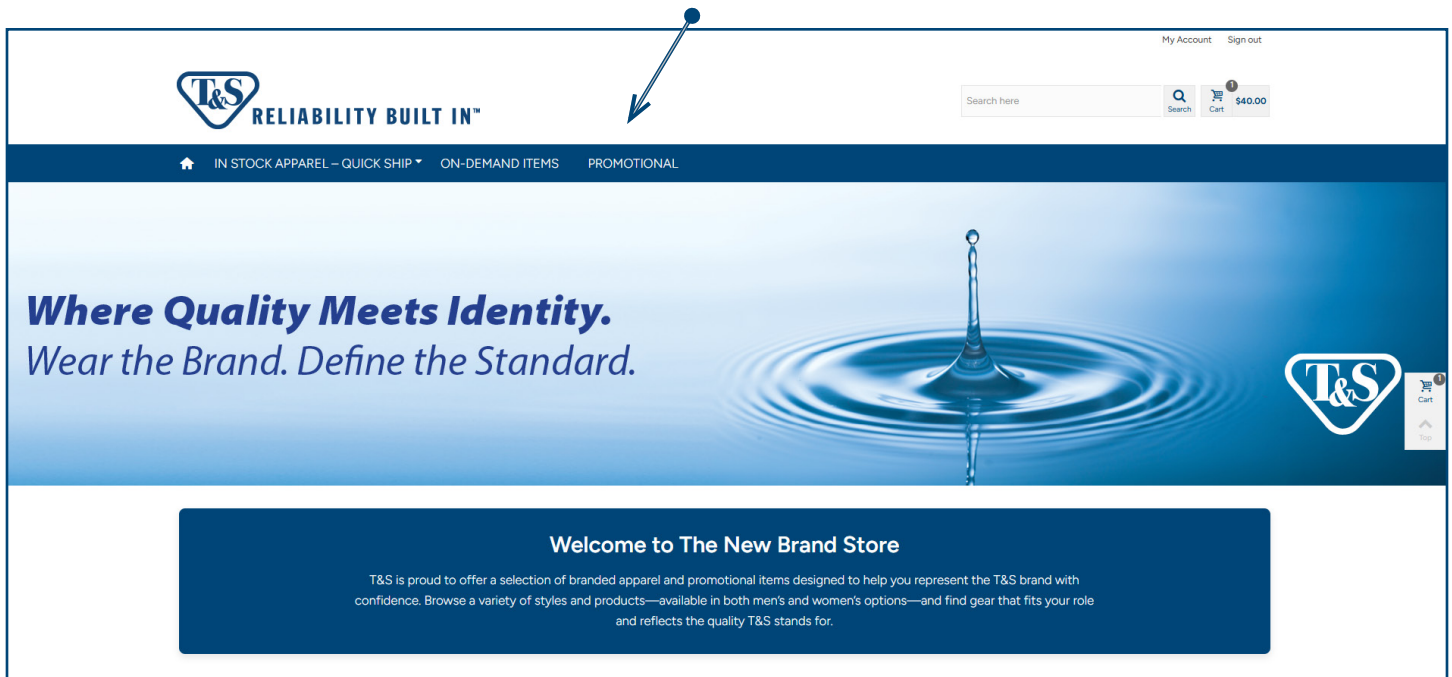 My Account Sign out
T&S
RELIABILITY BUILT IN™
Search here
Search
Cart
1
$40.00
IN STOCK APPAREL – QUICK SHIP ON-DEMAND ITEMS PROMOTIONAL
Where Quality Meets Identity.
Wear the Brand. Define the Standard.
T&S
1
Cart
Top
Welcome to The New Brand Store
T&S is proud to offer a selection of branded apparel and promotional items designed to help you represent the T&S brand with
confidence. Browse a variety of styles and products—available in both men's and women's options—and find gear that fits your role
and reflects the quality T&S stands for.